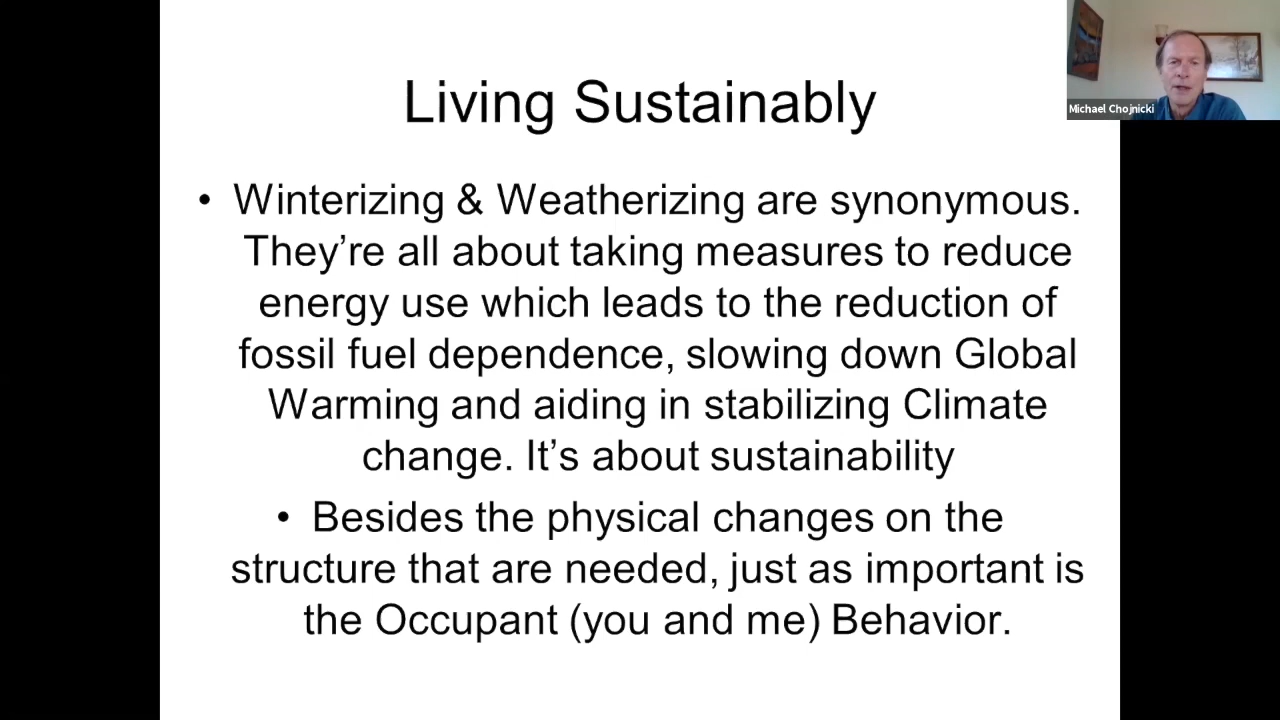 Michael Chojnicki
Living Sustainably
• Winterizing & Weatherizing are synonymous.
They’re all about taking measures to reduce
energy use which leads to the reduction of
fossil fuel dependence, slowing down Global
Warming and aiding in stabilizing Climate
change. It’s about sustainability
• Besides the physical changes on the
structure that are needed, just as important is
the Occupant (you and me) Behavior.